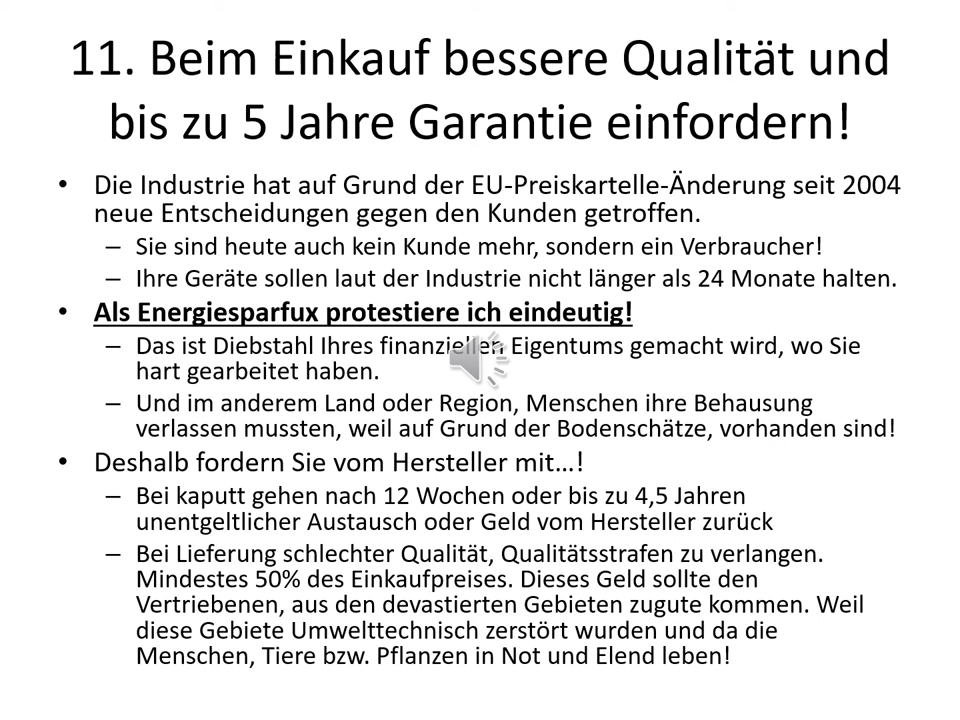 11. Beim Einkauf bessere Qualität und
bis zu 5 Jahre Garantie einfordern!
• Die Industrie hat auf Grund der EU-Preiskartelle-Änderung seit 2004
neue Entscheidungen gegen den Kunden getroffen.
– Sie sind heute auch kein Kunde mehr, sondern ein Verbraucher!
– Ihre Geräte sollen laut der Industrie nicht länger als 24 Monate halten.
• Als Energiesparfux protestiere ich eindeutig!
– Das ist Diebstahl Ihres finanziellen Eigentums gemacht wird, wo Sie
hart gearbeitet haben.
– Und im anderem Land oder Region, Menschen ihre Behausung
verlassen mussten, weil auf Grund der Bodenschätze, vorhanden sind!
• Deshalb fordern Sie vom Hersteller mit…!
– Bei kaputt gehen nach 12 Wochen oder bis zu 4,5 Jahren
unentgeltlicher Austausch oder Geld vom Hersteller zurück
– Bei Lieferung schlechter Qualität, Qualitätsstrafen zu verlangen.
Mindestes 50% des Einkaufpreises. Dieses Geld sollte den
Vertriebenen, aus den devastierten Gebieten zugute kommen. Weil
diese Gebiete Umwelttechnisch zerstört wurden und da die
Menschen, Tiere bzw. Pflanzen in Not und Elend leben!